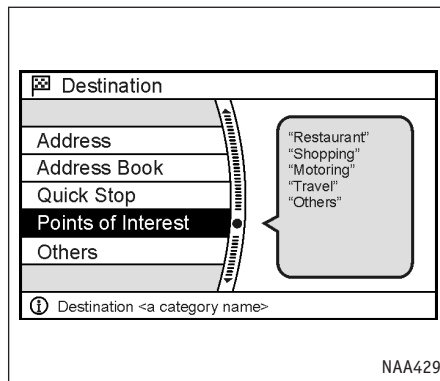 Destination
Address
Address Book
Quick Stop
Points of Interest
Others
“Restaurant”
“Shopping”
“Motoring”
“Travel”
“Others”
Destination <a category name>
NAA429